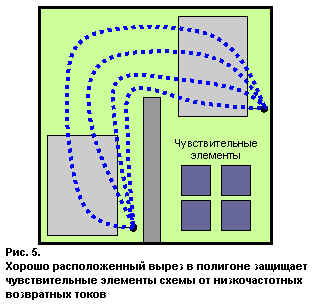 Чувствительные
элементы
Рис. 5.
Хорошо расположенный вырез в полигоне защищает
чувствительные элементы схемы от низкочастотных
возвратных токов